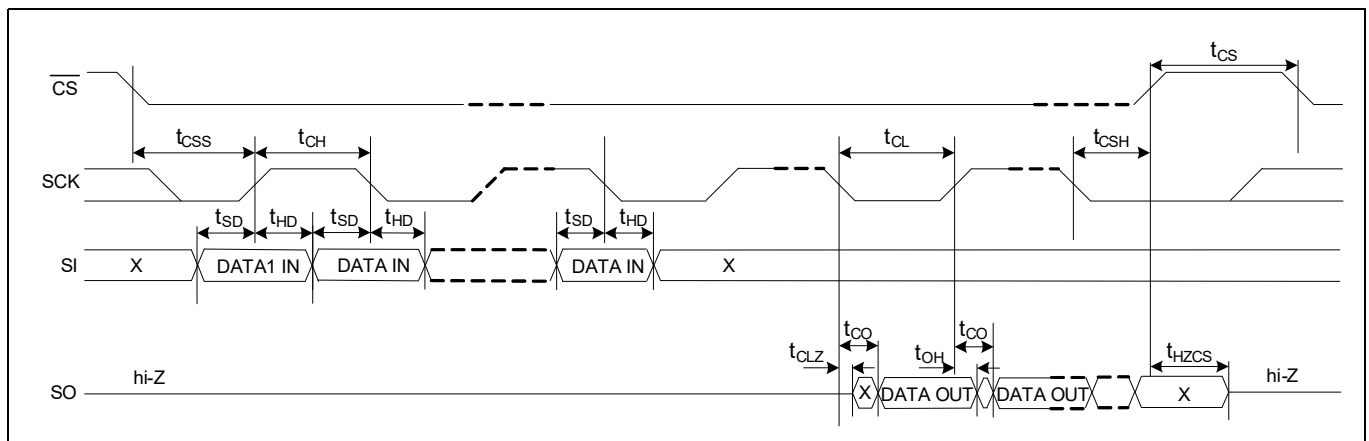 tCS
CS
tCSS tCH tCL tCSH
SCK
tSD tHD tSD tHD tSD tHD
SI X DATA1 IN DATA IN DATA IN X
tCO tCO
tCLZ tOH tHZCS
SO hi-Z X DATA OUT DATA OUT X hi-Z